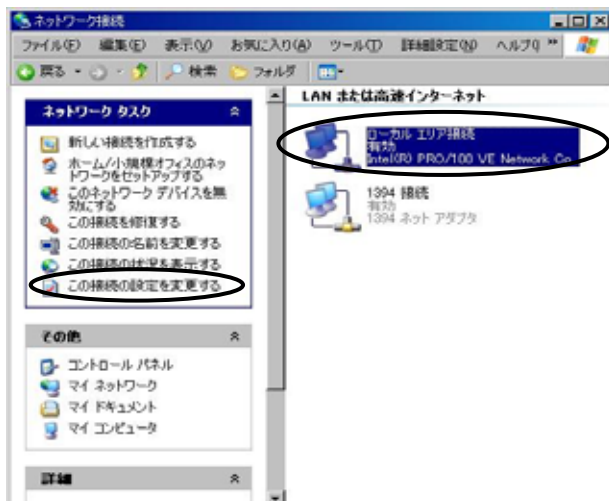 ネットワーク接続
ファイル(F) 編集(E) 表示(V) お気に入り(A) ツール(T) 詳細設定(N) ヘルプ( »
戻る 検索 フォルダ
ネットワーク タスク
新しい接続を作成する
ホーム/小規模オフィスのネッ
トワークをセットアップする
このネットワーク デバイスを無
効にする
この接続を修復する
この接続の名前を変更する
この接続の状況を表示する
この接続の設定を変更する
その他
コントロール パネル
マイ ネットワーク
マイ ドキュメント
マイ コンピュータ
詳細
LAN または高速インターネット
ローカル エリア接続
有効
Intel(R) PRO/100 VE Network Co
1394 接続
有効
1394 ネット アダプタ